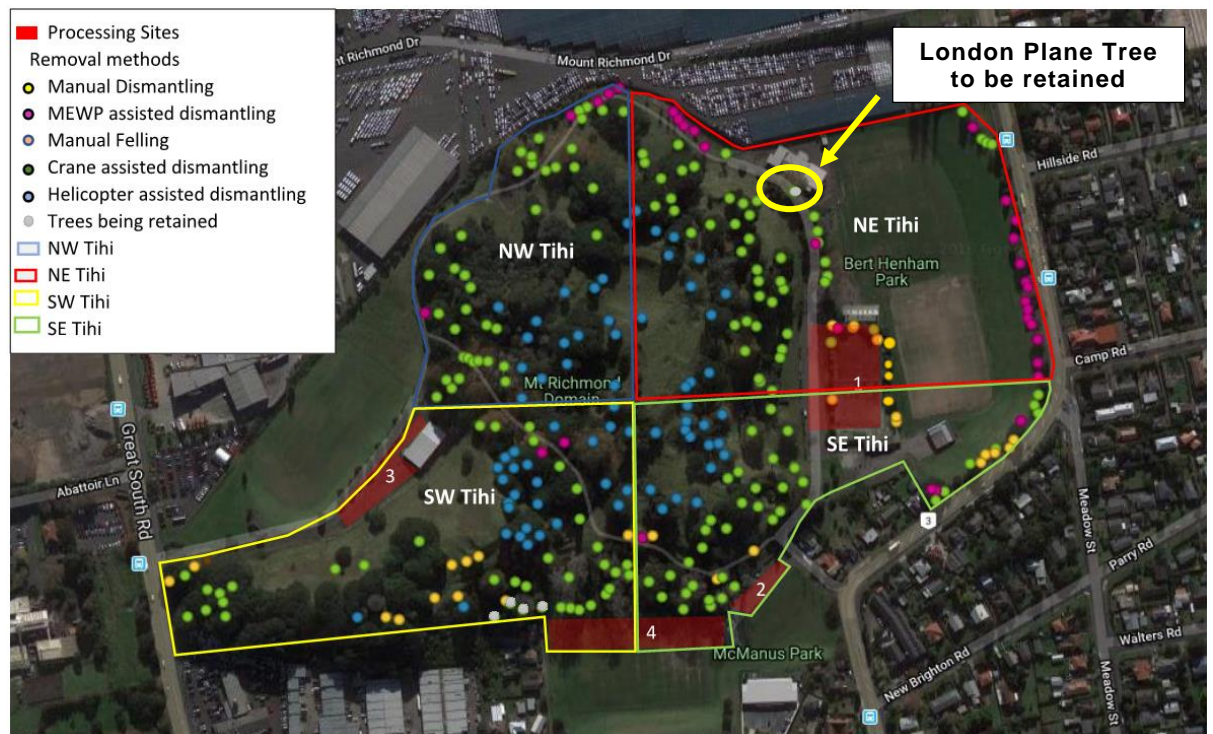 Processing Sites
Removal methods
Manual Dismantling
MEWP assisted dismantling
Manual Felling
Crane assisted dismantling
Helicopter assisted dismantling
Trees being retained
NW Tihi
NE Tihi
SW Tihi
SE Tihi
London Plane Tree
to be retained
nt Richmond Dr
Mount Richmond Dr
Hillside Rd
NW Tihi
NE Tihi
Bert Henham
Park
Camp Rd
Mt Richmond
Domain
1
SE Tihi
Great South Rd
Abattoir Ln
3
SW Tihi
3
Meadow St
Parry Rd
2
4
McManus Park
Walters Rd
New Brighton Rd
Meadow St